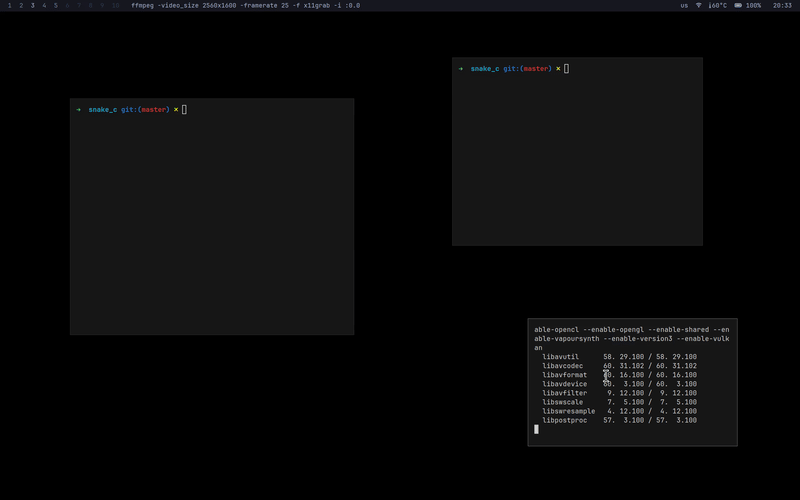 1 2 3 4 5 6 7 8 9 10 ffmpeg -video_size 2560x1600 -framerate 25 -f x11grab -i :0.0 us 60°C 100% 20:33
→ snake_c git:(master) ×
→ snake_c git:(master) ×
able-opencl --enable-opengl --enable-shared --en
able-vapoursynth --enable-version3 --enable-vulk
an
libavutil 58. 29.100 / 58. 29.100
libavcodec 60. 31.102 / 60. 31.102
libavformat 60. 16.100 / 60. 16.100
libavdevice 60. 3.100 / 60. 3.100
libavfilter 9. 12.100 / 9. 12.100
libswscale 7. 5.100 / 7. 5.100
libswresample 4. 12.100 / 4. 12.100
libpostproc 57. 3.100 / 57. 3.100